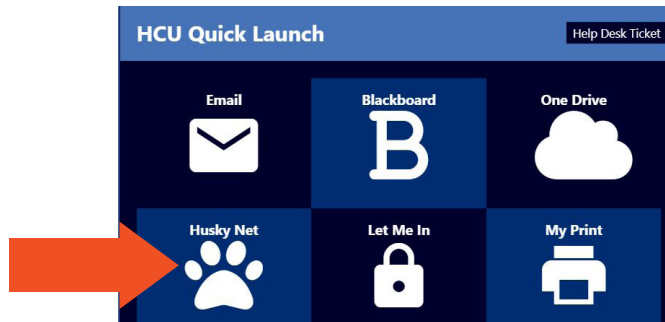 HCU Quick Launch
Help Desk Ticket
Email
Blackboard
One Drive
B
Husky Net
Let Me In
My Print